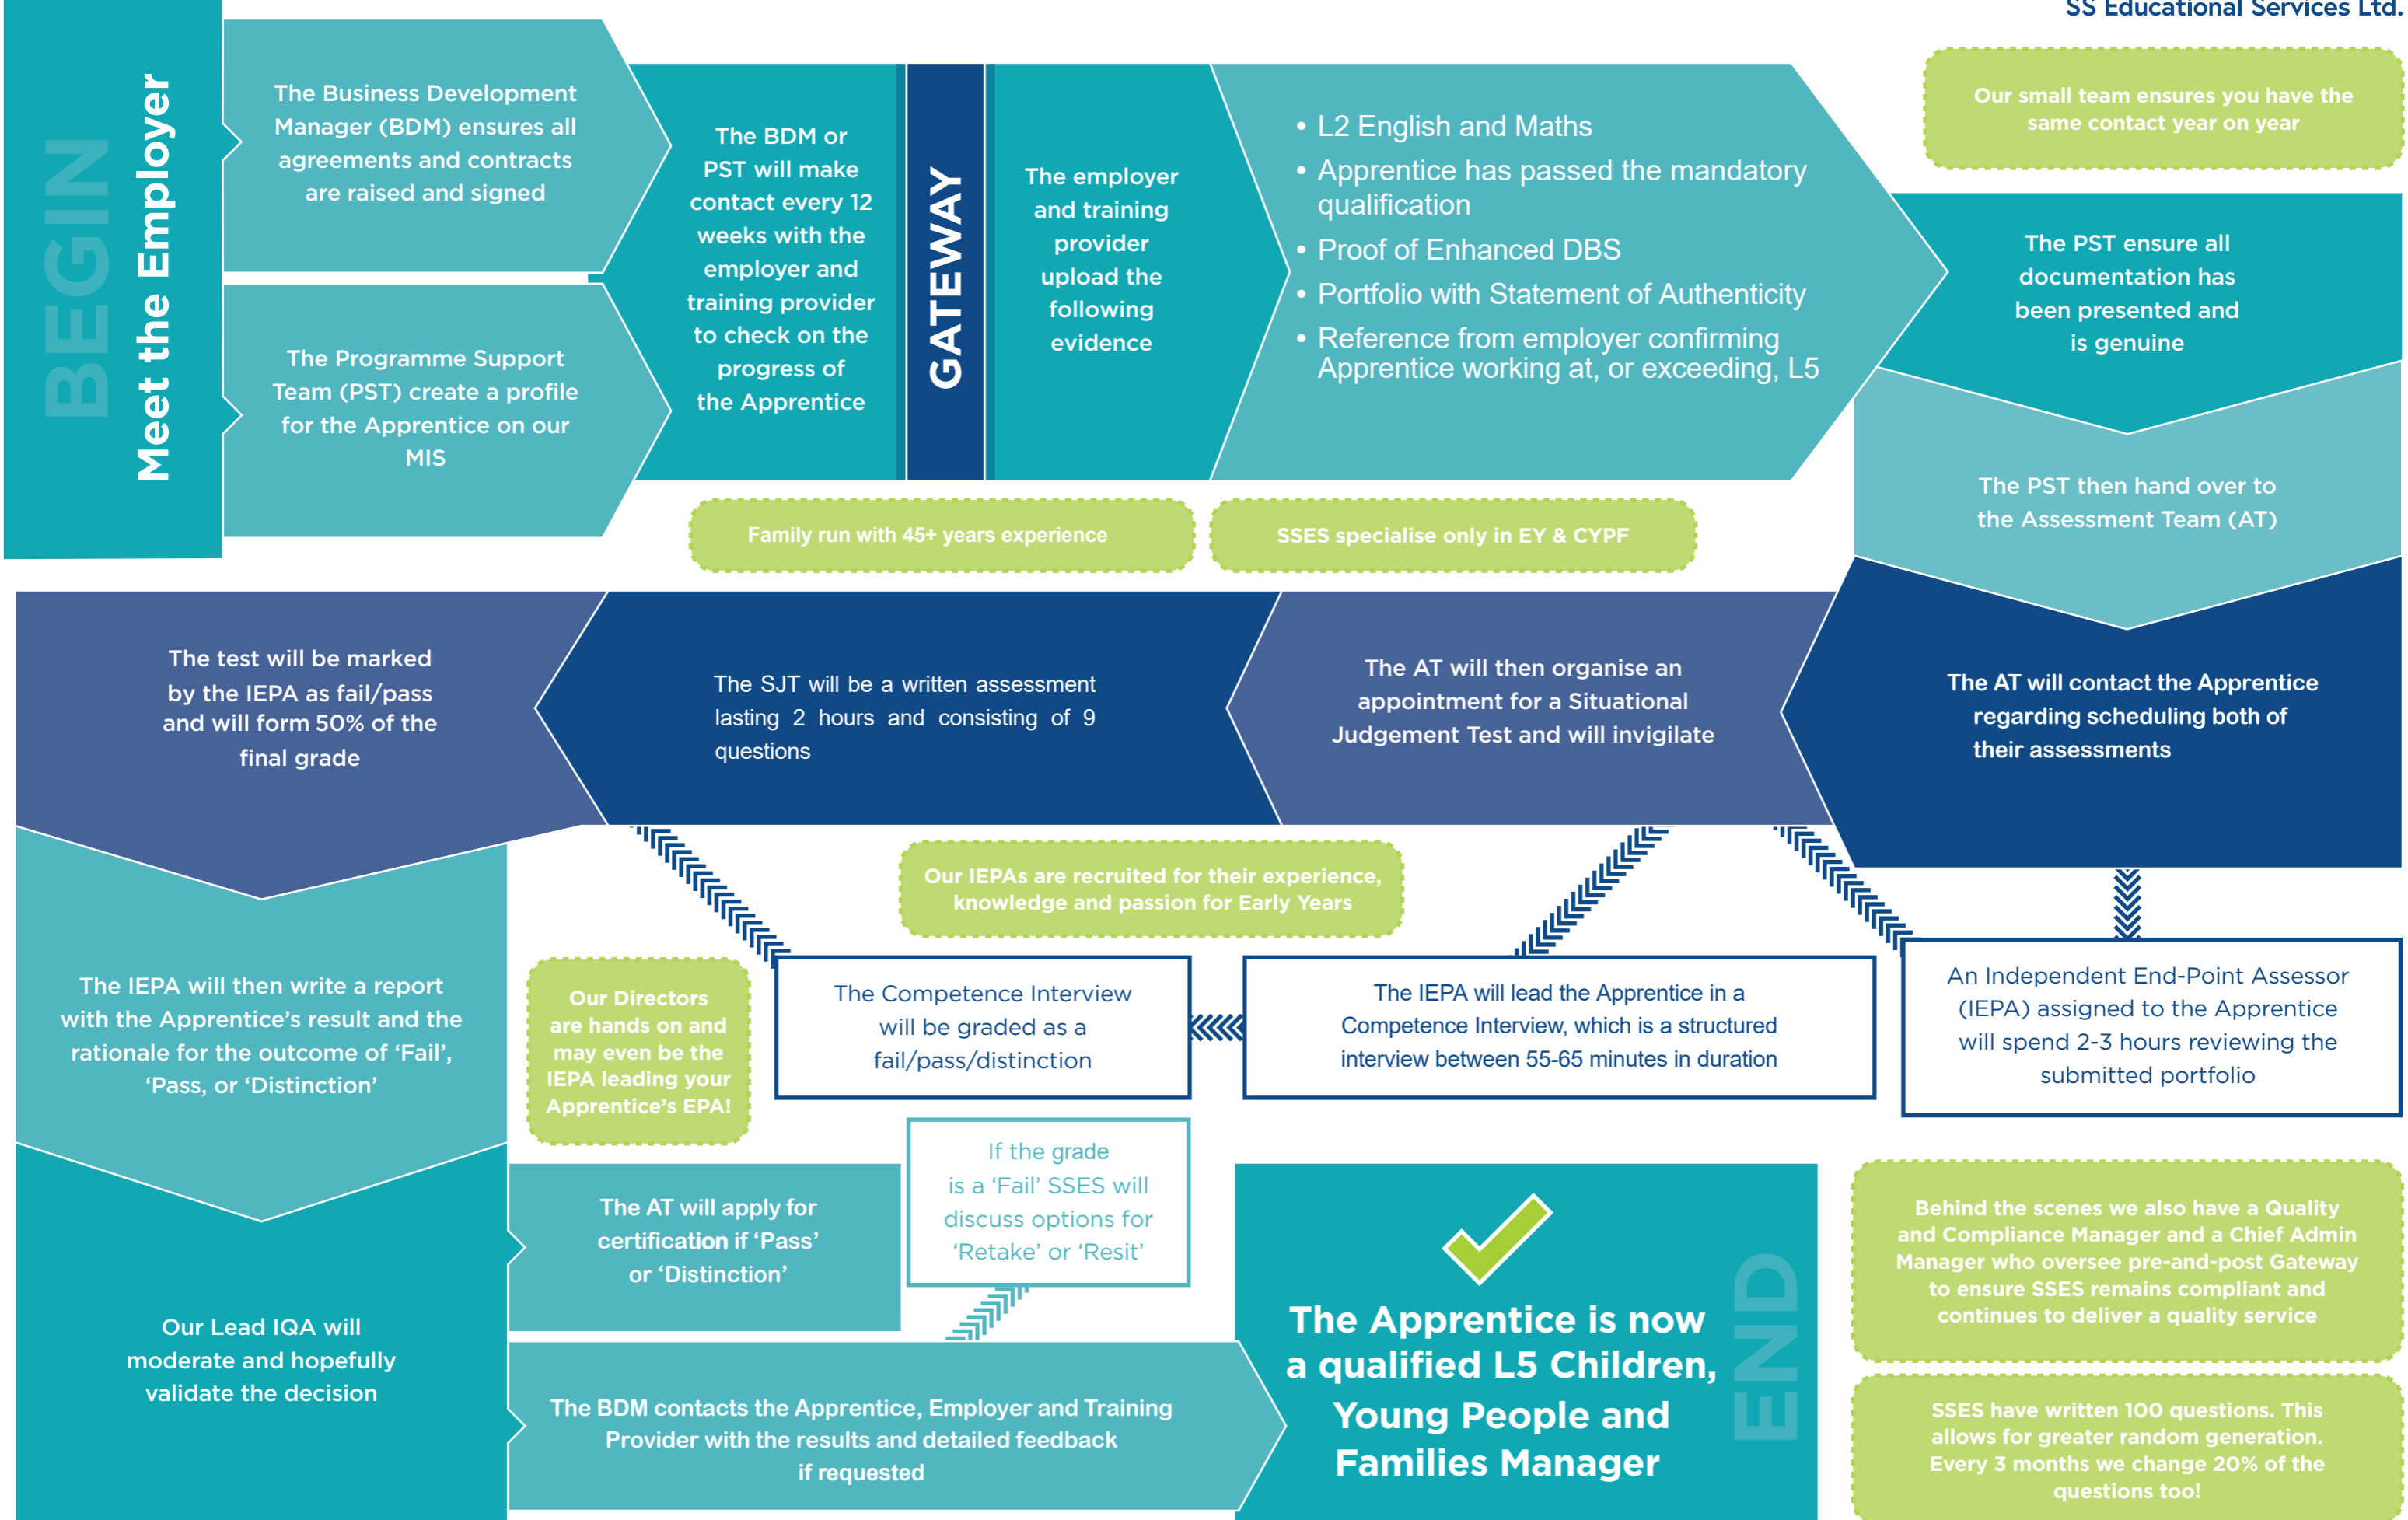 SS Educational Services Ltd.
BEGIN
Meet the Employer
The Business Development
Manager (BDM) ensures all
agreements and contracts
are raised and signed
The Programme Support
Team (PST) create a profile
for the Apprentice on our
MIS
The BDM or
PST will make
contact every 12
weeks with the
employer and
training provider
to check on the
progress of
the Apprentice
GATEWAY
The employer
and training
provider
upload the
following
evidence
• L2 English and Maths
• Apprentice has passed the mandatory
qualification
• Proof of Enhanced DBS
• Portfolio with Statement of Authenticity
• Reference from employer confirming
Apprentice working at, or exceeding, L5
Our small team ensures you have the
same contact year on year
The PST ensure all
documentation has
been presented and
is genuine
The PST then hand over to
the Assessment Team (AT)
Family run with 45+ years experience
SSES specialise only in EY & CYPF
The AT will contact the Apprentice
regarding scheduling both of
their assessments
The AT will then organise an
appointment for a Situational
Judgement Test and will invigilate
The SJT will be a written assessment
lasting 2 hours and consisting of 9
questions
The test will be marked
by the IEPA as fail/pass
and will form 50% of the
final grade
Our IEPAs are recruited for their experience,
knowledge and passion for Early Years
An Independent End-Point Assessor
(IEPA) assigned to the Apprentice
will spend 2-3 hours reviewing the
submitted portfolio
The IEPA will lead the Apprentice in a
Competence Interview, which is a structured
interview between 55-65 minutes in duration
The Competence Interview
will be graded as a
fail/pass/distinction
Our Directors
are hands on and
may even be the
IEPA leading your
Apprentice's EPA!
The IEPA will then write a report
with the Apprentice's result and the
rationale for the outcome of 'Fail',
'Pass, or 'Distinction'
Our Lead IQA will
moderate and hopefully
validate the decision
The AT will apply for
certification if 'Pass'
or 'Distinction'
If the grade
is a 'Fail' SSES will
discuss options for
'Retake' or 'Resit'
The BDM contacts the Apprentice, Employer and Training
Provider with the results and detailed feedback
if requested
The Apprentice is now
a qualified L5 Children,
Young People and
Families Manager
END
Behind the scenes we also have a Quality
and Compliance Manager and a Chief Admin
Manager who oversee pre-and-post Gateway
to ensure SSES remains compliant and
continues to deliver a quality service
SSES have written 100 questions. This
allows for greater random generation.
Every 3 months we change 20% of the
questions too!